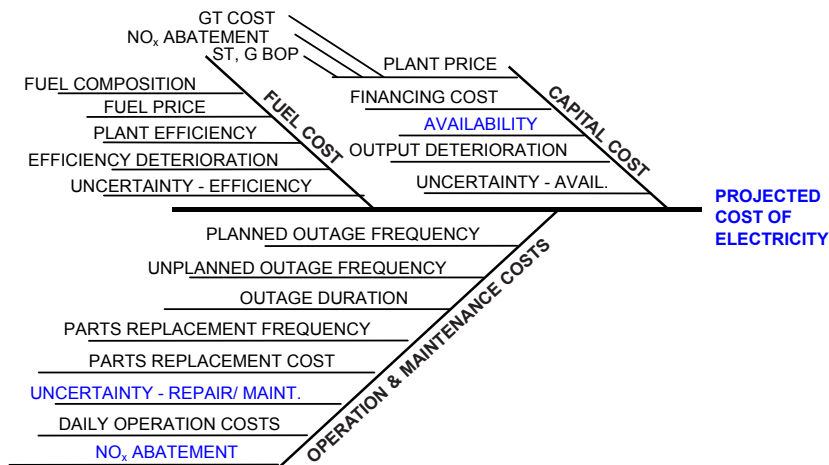 GT COST
NOx ABATEMENT
ST, G BOP
PLANT PRICE
FUEL COMPOSITION
FINANCING COST
FUEL PRICE
AVAILABILITY
PLANT EFFICIENCY
OUTPUT DETERIORATION
EFFICIENCY DETERIORATION
UNCERTAINTY - AVAIL.
UNCERTAINTY - EFFICIENCY
FUEL COST
CAPITAL COST
PROJECTED
COST OF
ELECTRICITY
PLANNED OUTAGE FREQUENCY
UNPLANNED OUTAGE FREQUENCY
OUTAGE DURATION
PARTS REPLACEMENT FREQUENCY
PARTS REPLACEMENT COST
UNCERTAINTY - REPAIR/ MAINT.
DAILY OPERATION COSTS
NOx ABATEMENT
OPERATION & MAINTENANCE COSTS